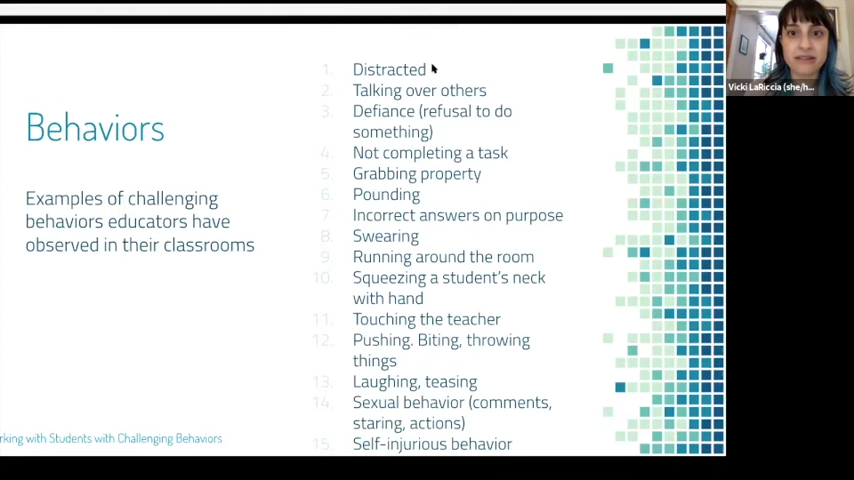 Behaviors
Examples of challenging
behaviors educators have
observed in their classrooms
1. Distracted
2. Talking over others
3. Defiance (refusal to do
something)
4. Not completing a task
5. Grabbing property
6. Pounding
7. Incorrect answers on purpose
8. Swearing
9. Running around the room
10. Squeezing a student's neck
with hand
11. Touching the teacher
12. Pushing. Biting, throwing
things
13. Laughing, teasing
14. Sexual behavior (comments,
staring, actions)
15. Self-injurious behavior
rking with Students with Challenging Behaviors
Vicki LaRiccia (she/h...